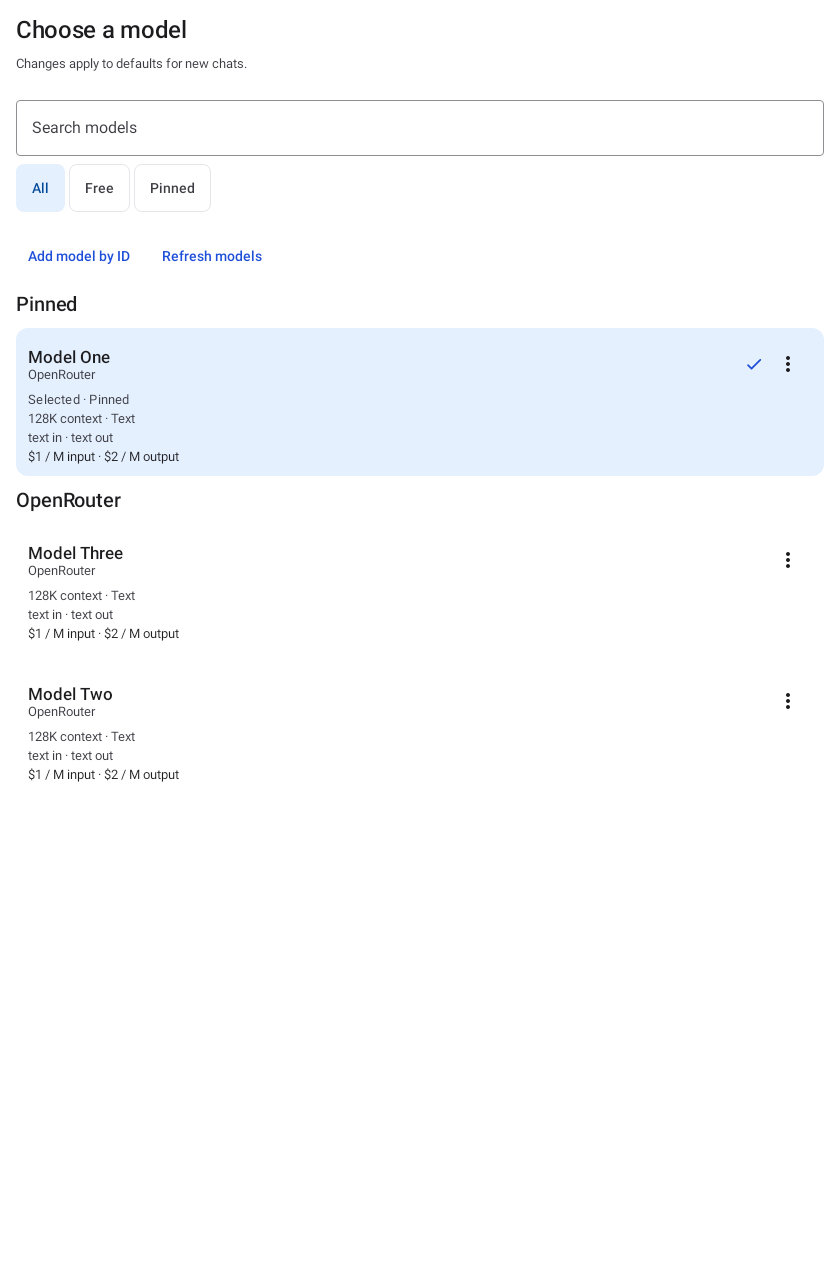 Choose a model
Changes apply to defaults for new chats.
Search models
All Free Pinned
Add model by ID Refresh models
Pinned
Model One
OpenRouter
Selected · Pinned
128K context · Text
text in · text out
$1 / M input · $2 / M output
OpenRouter
Model Three
OpenRouter
128K context · Text
text in · text out
$1 / M input · $2 / M output
Model Two
OpenRouter
128K context · Text
text in · text out
$1 / M input · $2 / M output